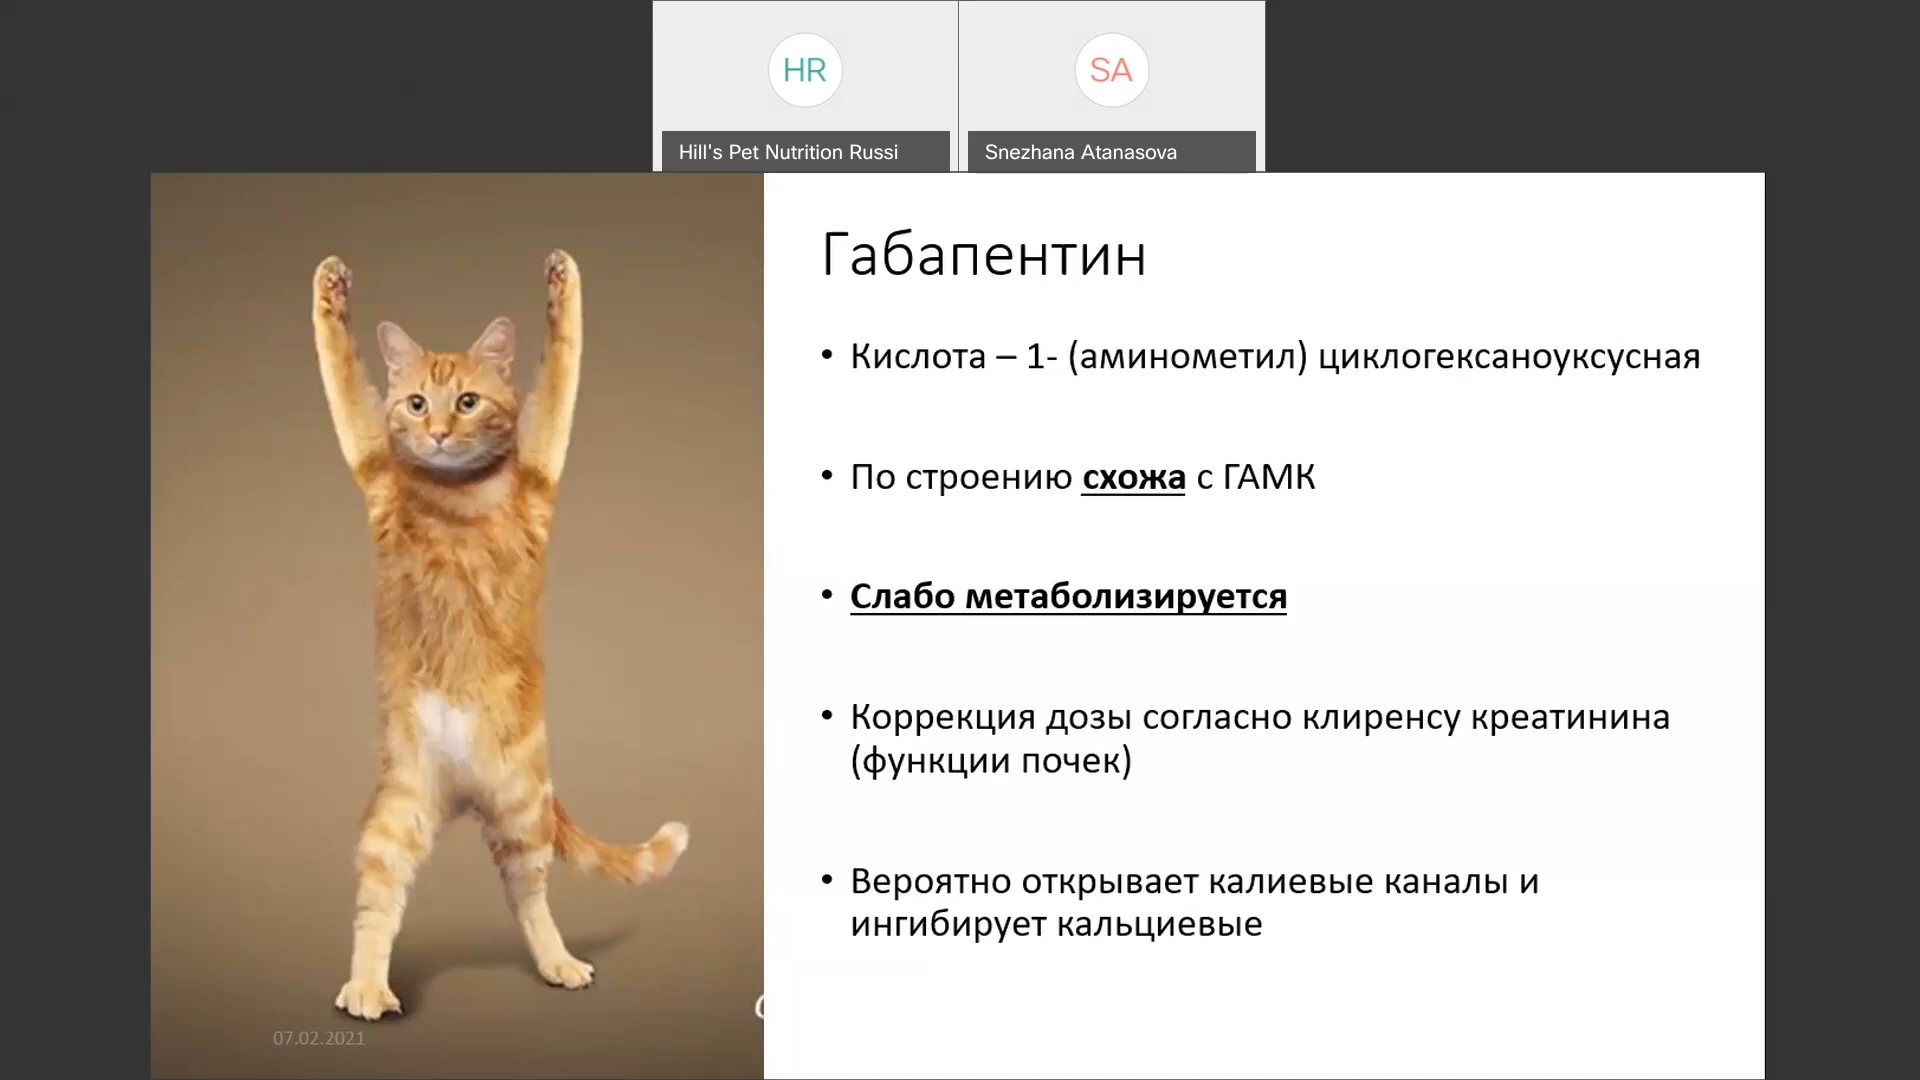 HR
SA
Hill's Pet Nutrition Russi
Snezhana Atanasova
Габапентин
• Кислота – 1- (аминометил) циклогексаноуксусная
• По строению схожа с ГАМК
• Слабо метаболизируется
• Коррекция дозы согласно клиренсу креатинина
(функции почек)
• Вероятно открывает калиевые каналы и
ингибирует кальциевые
07.02.2021